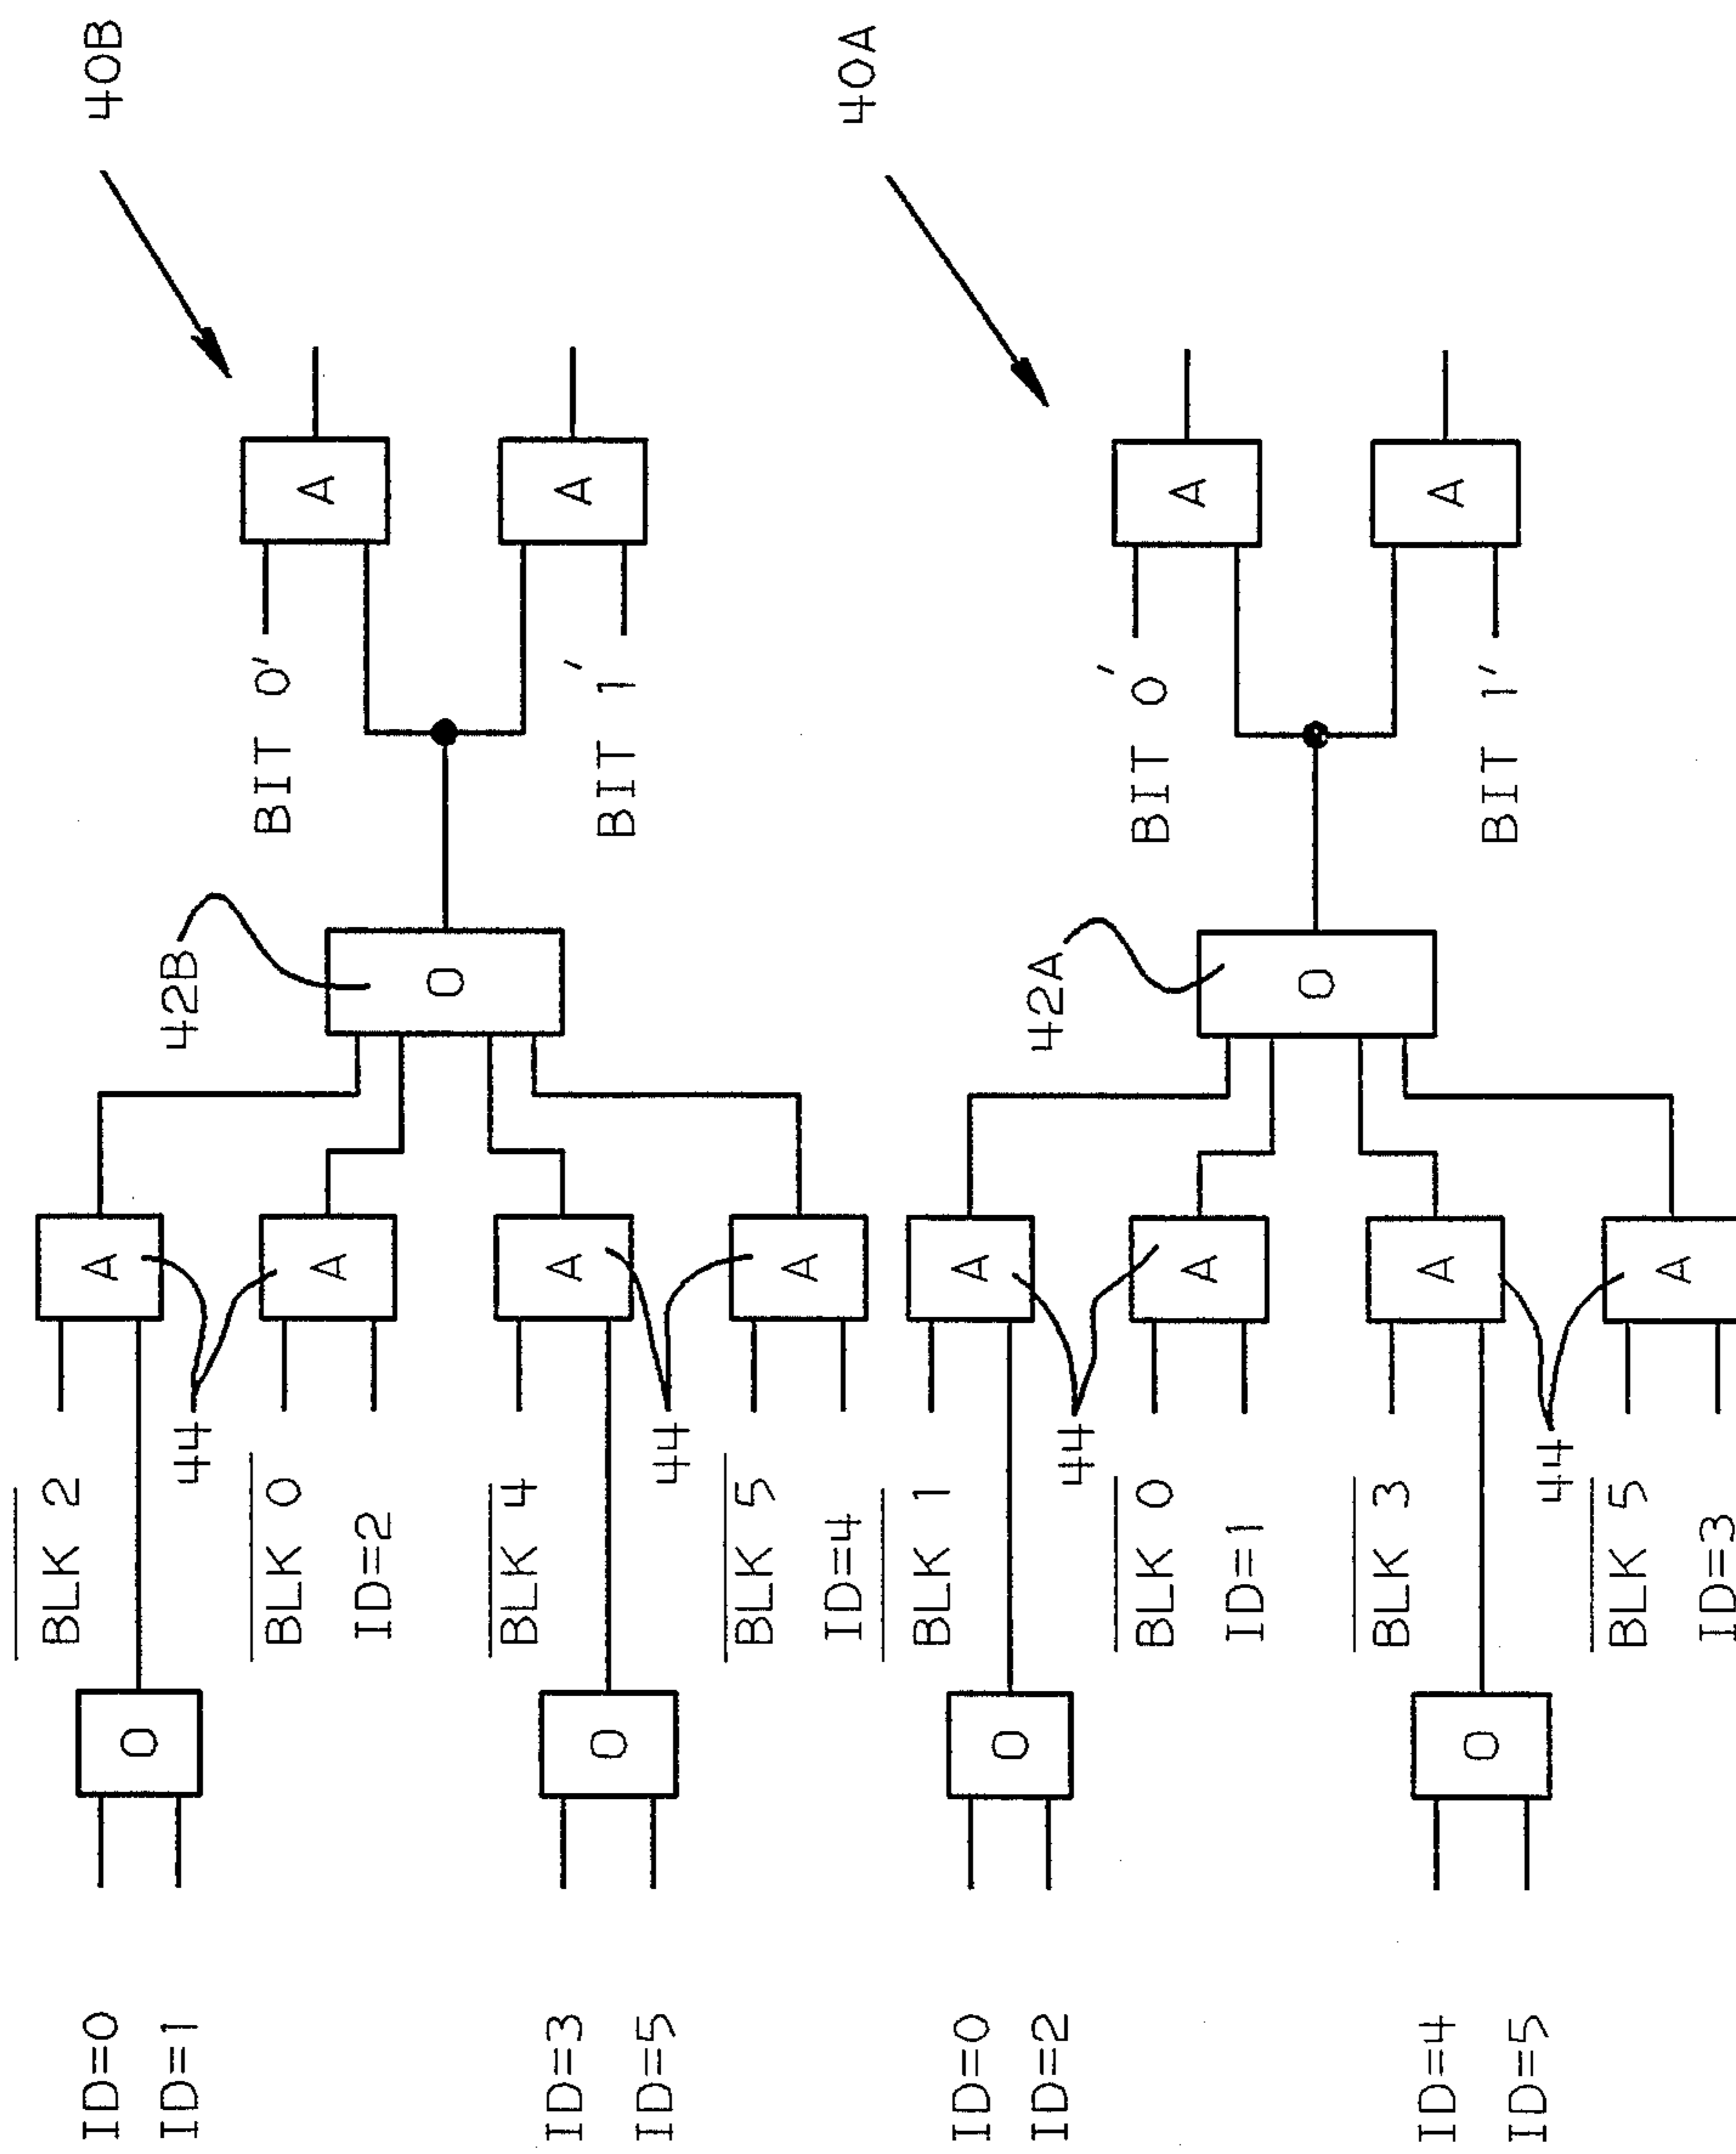 40B
40A
A
A
A
A
BIT 0'
BIT 1'
BIT 0'
BIT 1'
42B
O
42A
O
A
A
A
A
A
A
A
A
44
44
44
44
BLK 2
BLK 0
ID=2
BLK 4
BLK 5
ID=4
BLK 1
BLK 0
ID=1
BLK 3
BLK 5
ID=3
O
O
O
O
ID=0
ID=1
ID=3
ID=5
ID=0
ID=2
ID=4
ID=5